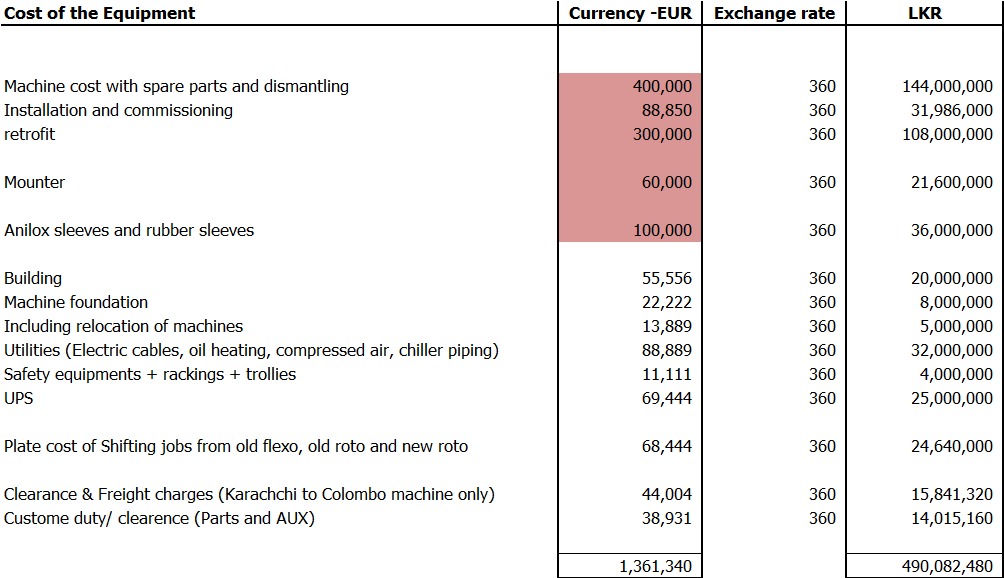 Cost of the Equipment Currency -EUR Exchange rate LKR
Machine cost with spare parts and dismantling 400,000 360 144,000,000
Installation and commissioning 88,850 360 31,986,000
retrofit 300,000 360 108,000,000
Mounter 60,000 360 21,600,000
Anilox sleeves and rubber sleeves 100,000 360 36,000,000
Building 55,556 360 20,000,000
Machine foundation 22,222 360 8,000,000
Including relocation of machines 13,889 360 5,000,000
Utilities (Electric cables, oil heating, compressed air, chiller piping) 88,889 360 32,000,000
Safety equipments + rackings + trollies 11,111 360 4,000,000
UPS 69,444 360 25,000,000
Plate cost of Shifting jobs from old flexo, old roto and new roto 68,444 360 24,640,000
Clearance & Freight charges (Karachchi to Colombo machine only) 44,004 360 15,841,320
Custome duty/ clearence (Parts and AUX) 38,931 360 14,015,160
1,361,340 490,082,480